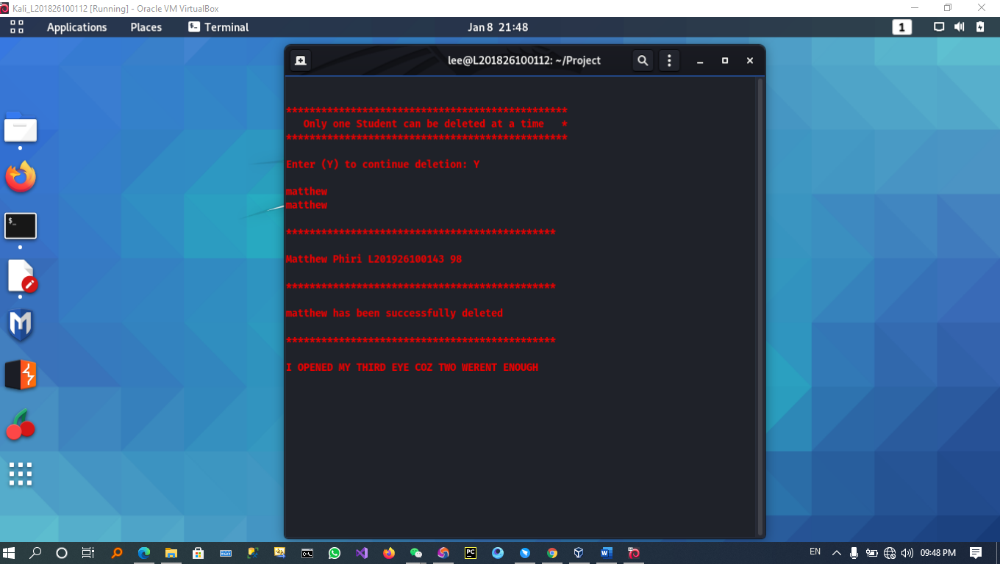 Kali_L201826100112 [Running] - Oracle VM VirtualBox
Applications Places Terminal Jan 8 21:48 1
lee@L201826100112: ~/Project
************************************************
Only one Student can be deleted at a time *
************************************************
Enter (Y) to continue deletion: Y
matthew
matthew
**********************************************
Matthew Phiri L201926100143 98
**********************************************
matthew has been successfully deleted
**********************************************
I OPENED MY THIRD EYE COZ TWO WERENT ENOUGH
EN 09:48 PM